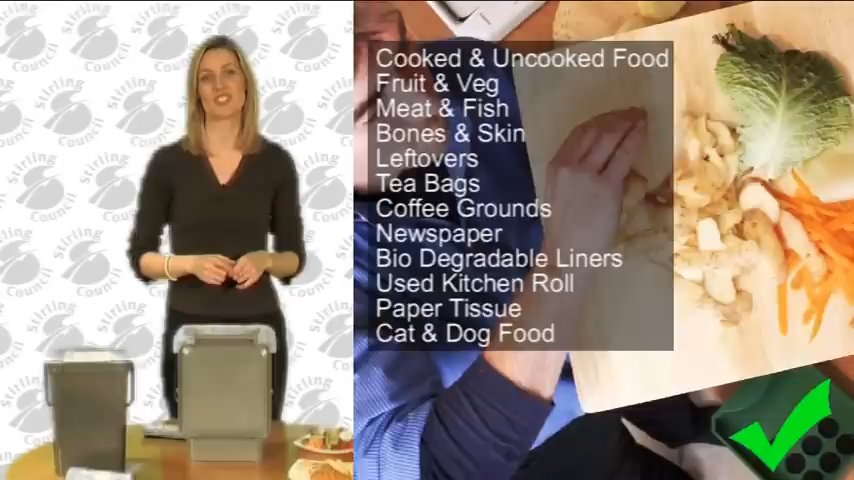 Stirling Council
Cooked & Uncooked Food
Fruit & Veg
Meat & Fish
Bones & Skin
Leftovers
Tea Bags
Coffee Grounds
Newspaper
Bio Degradable Liners
Used Kitchen Roll
Paper Tissue
Cat & Dog Food